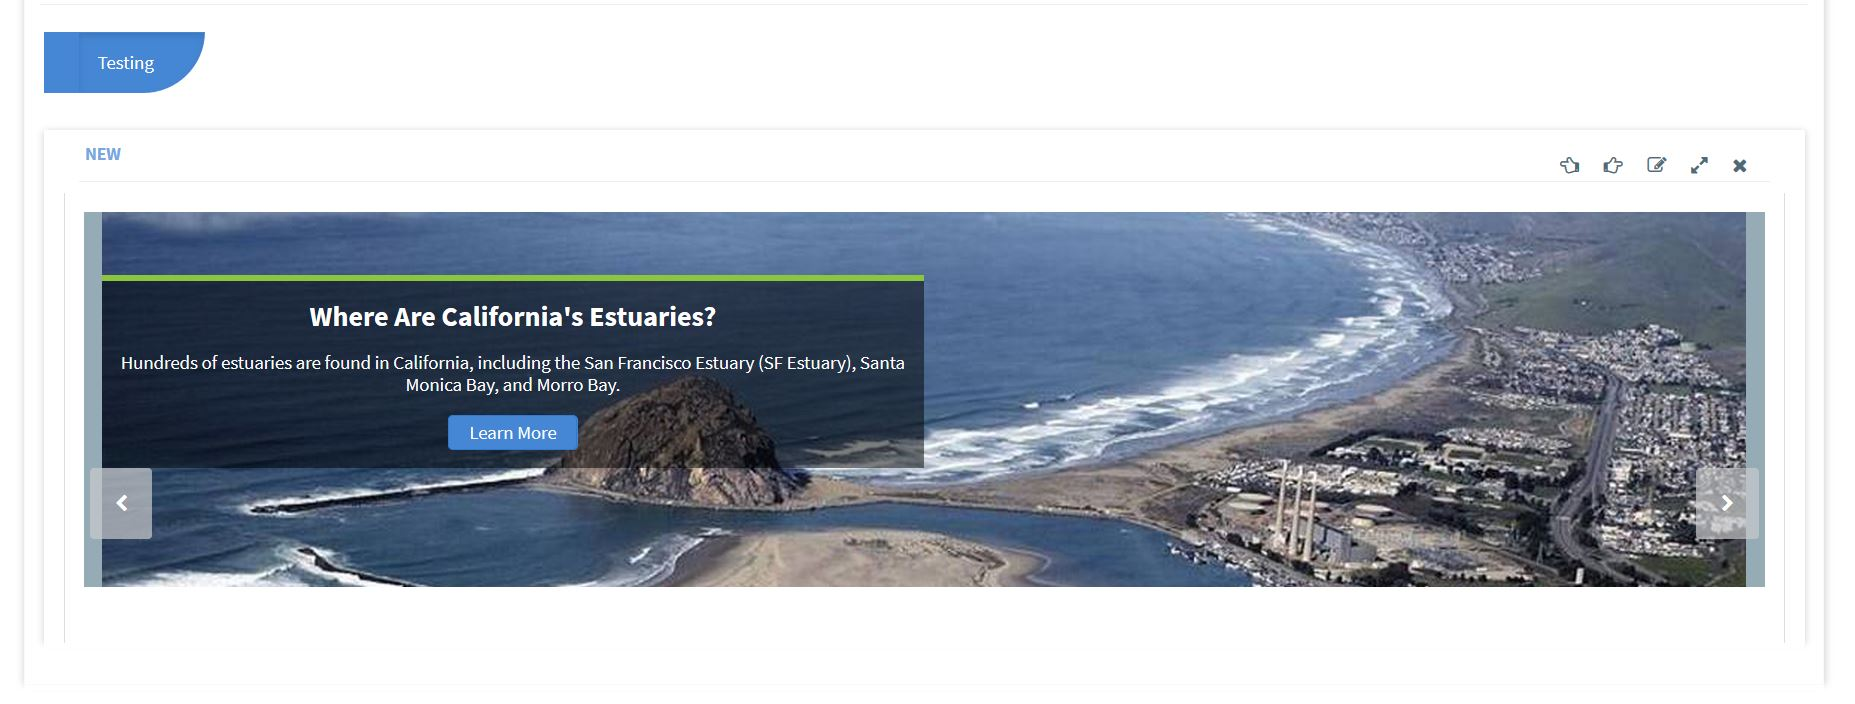 Testing
NEW
Where Are California's Estuaries?
Hundreds of estuaries are found in California, including the San Francisco Estuary (SF Estuary), Santa
Monica Bay, and Morro Bay.
Learn More